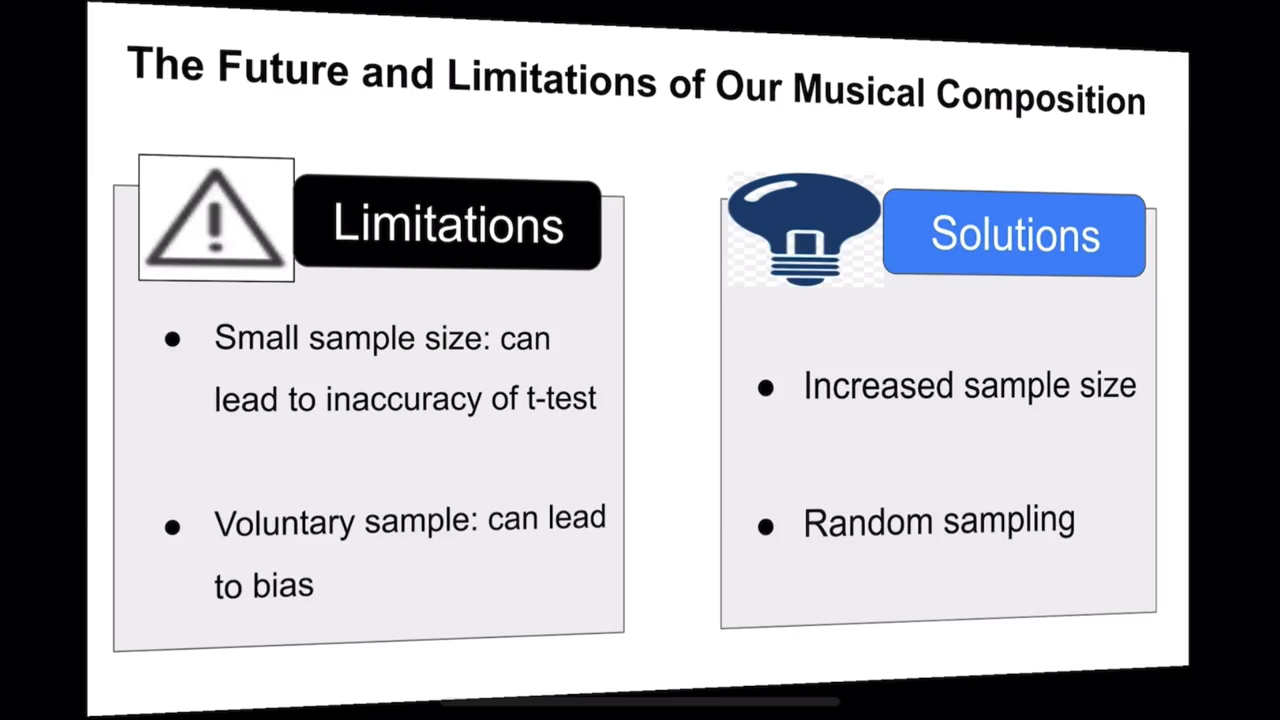 The Future and Limitations of Our Musical Composition
Limitations
● Small sample size: can
lead to inaccuracy of t-test
● Voluntary sample: can lead
to bias
Solutions
● Increased sample size
● Random sampling